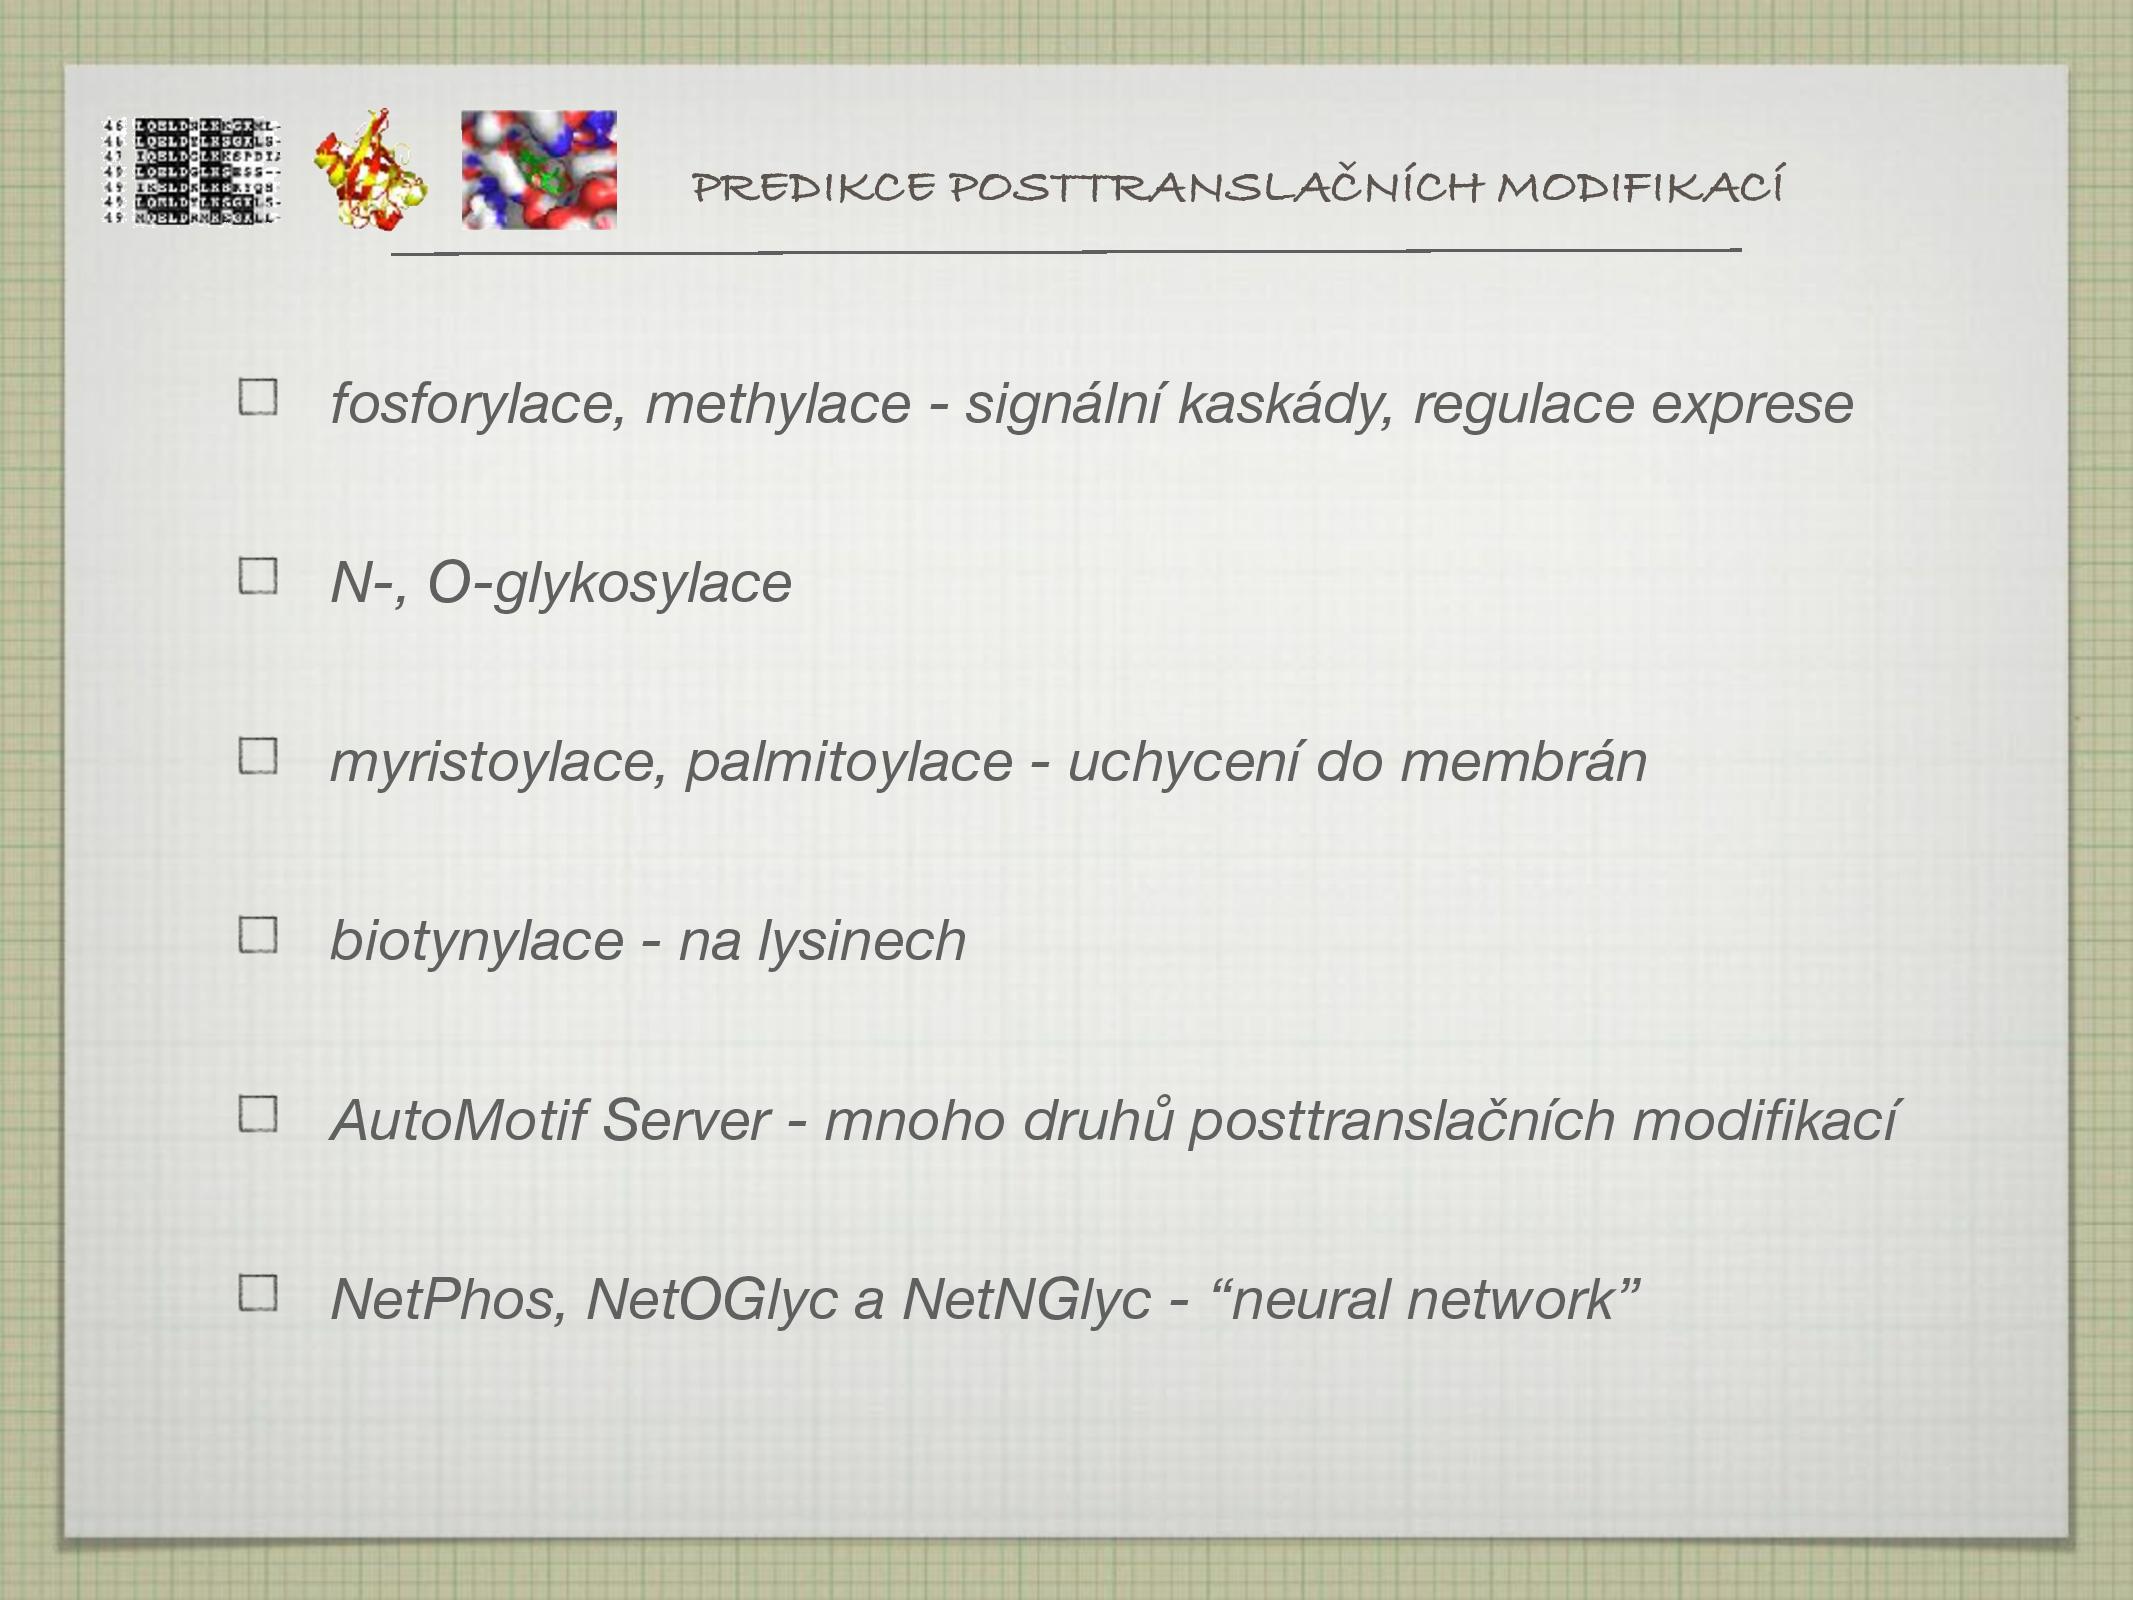 PREDIKCE POSTTRANSLAČNÍCH MODIFIKACÍ
fosforylace, methylace - signální kaskády, regulace exprese
N-, O-glykosylace
myristoylace, palmitoylace - uchycení do membrán
biotynylace - na lysinech
AutoMotif Server - mnoho druhů posttranslačních modifikací
NetPhos, NetOGlyc a NetNGlyc - “neural network”